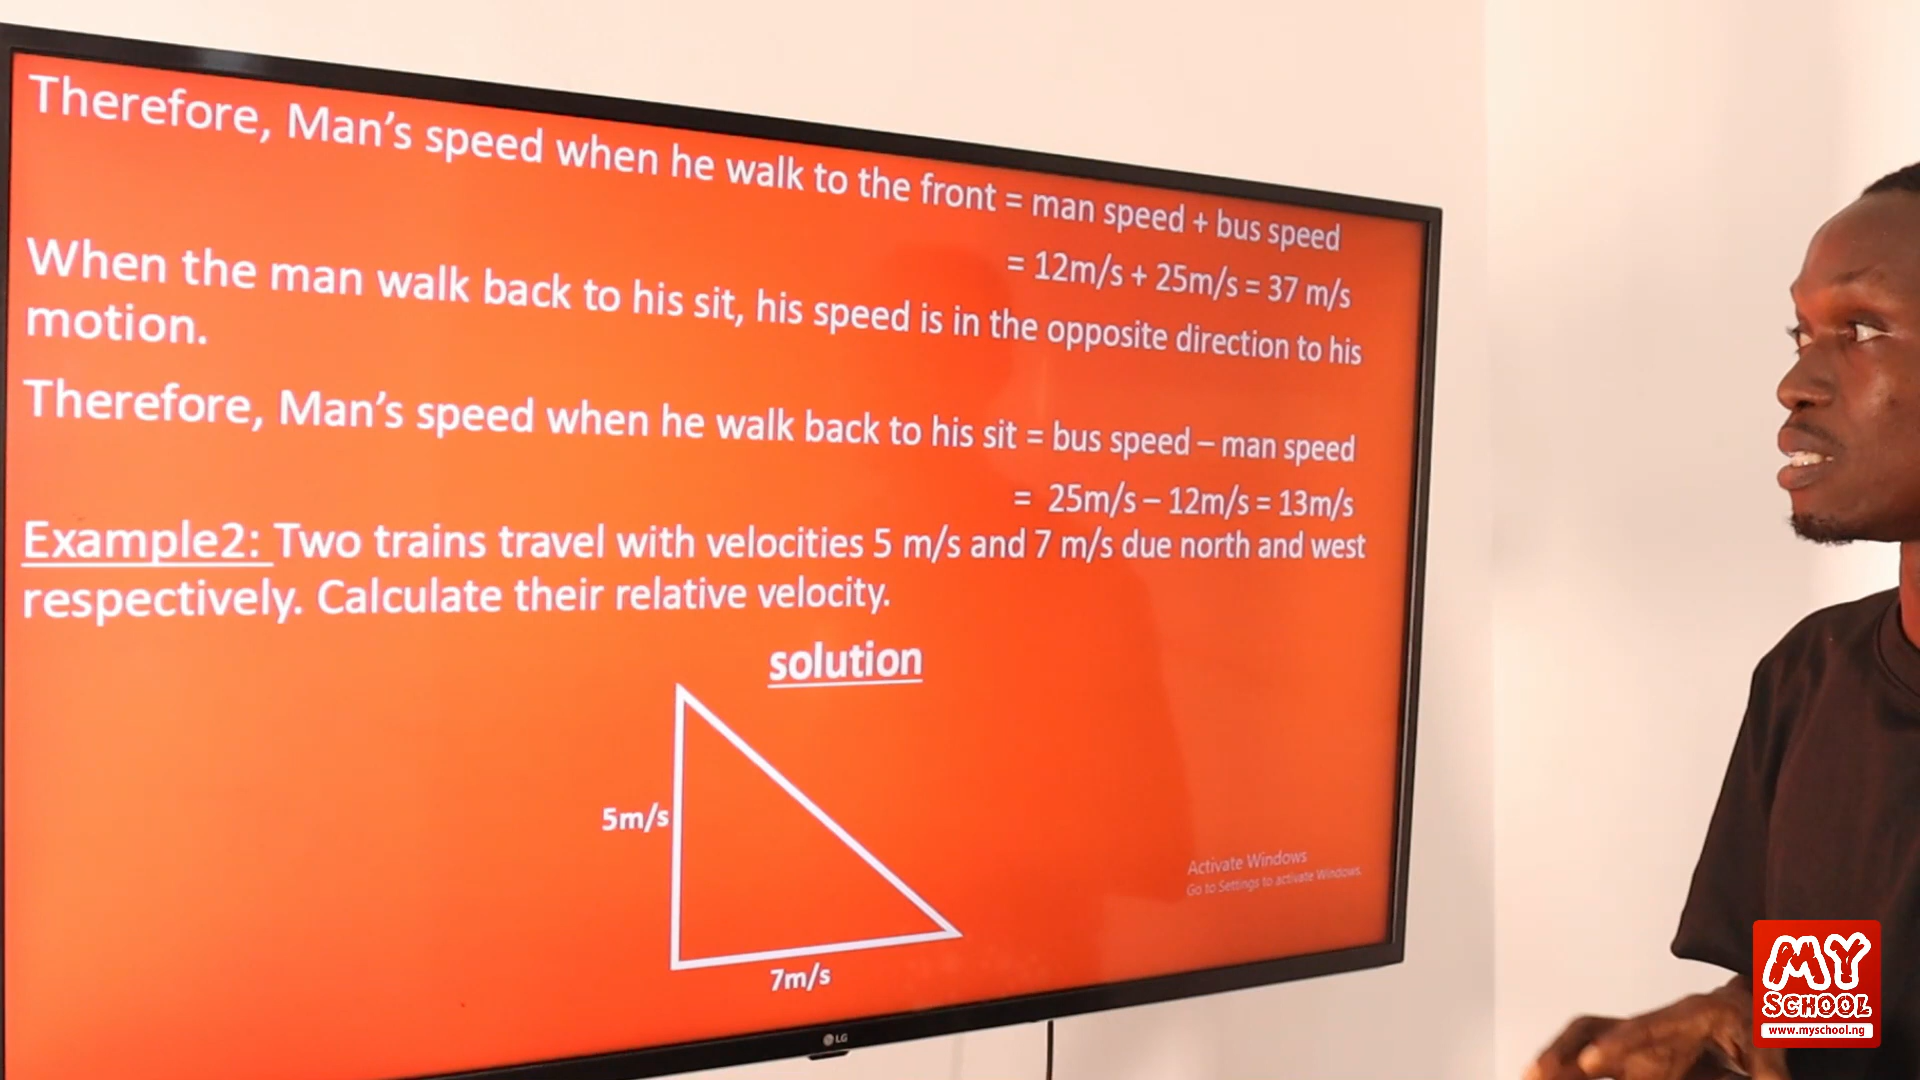 Therefore, Man's speed when he walk to the front = man speed + bus speed
= 12m/s + 25m/s = 37 m/s
When the man walk back to his sit, his speed is in the opposite direction to his
motion.
Therefore, Man's speed when he walk back to his sit = bus speed – man speed
= 25m/s – 12m/s = 13m/s
Example2: Two trains travel with velocities 5 m/s and 7 m/s due north and west
respectively. Calculate their relative velocity.
solution
5m/s
7m/s
Activate Windows
Go to Settings to activate Windows.
LG
MY
SCHOOL
www.myschool.ng